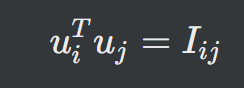 $u_i^T u_j = I_{ij}$